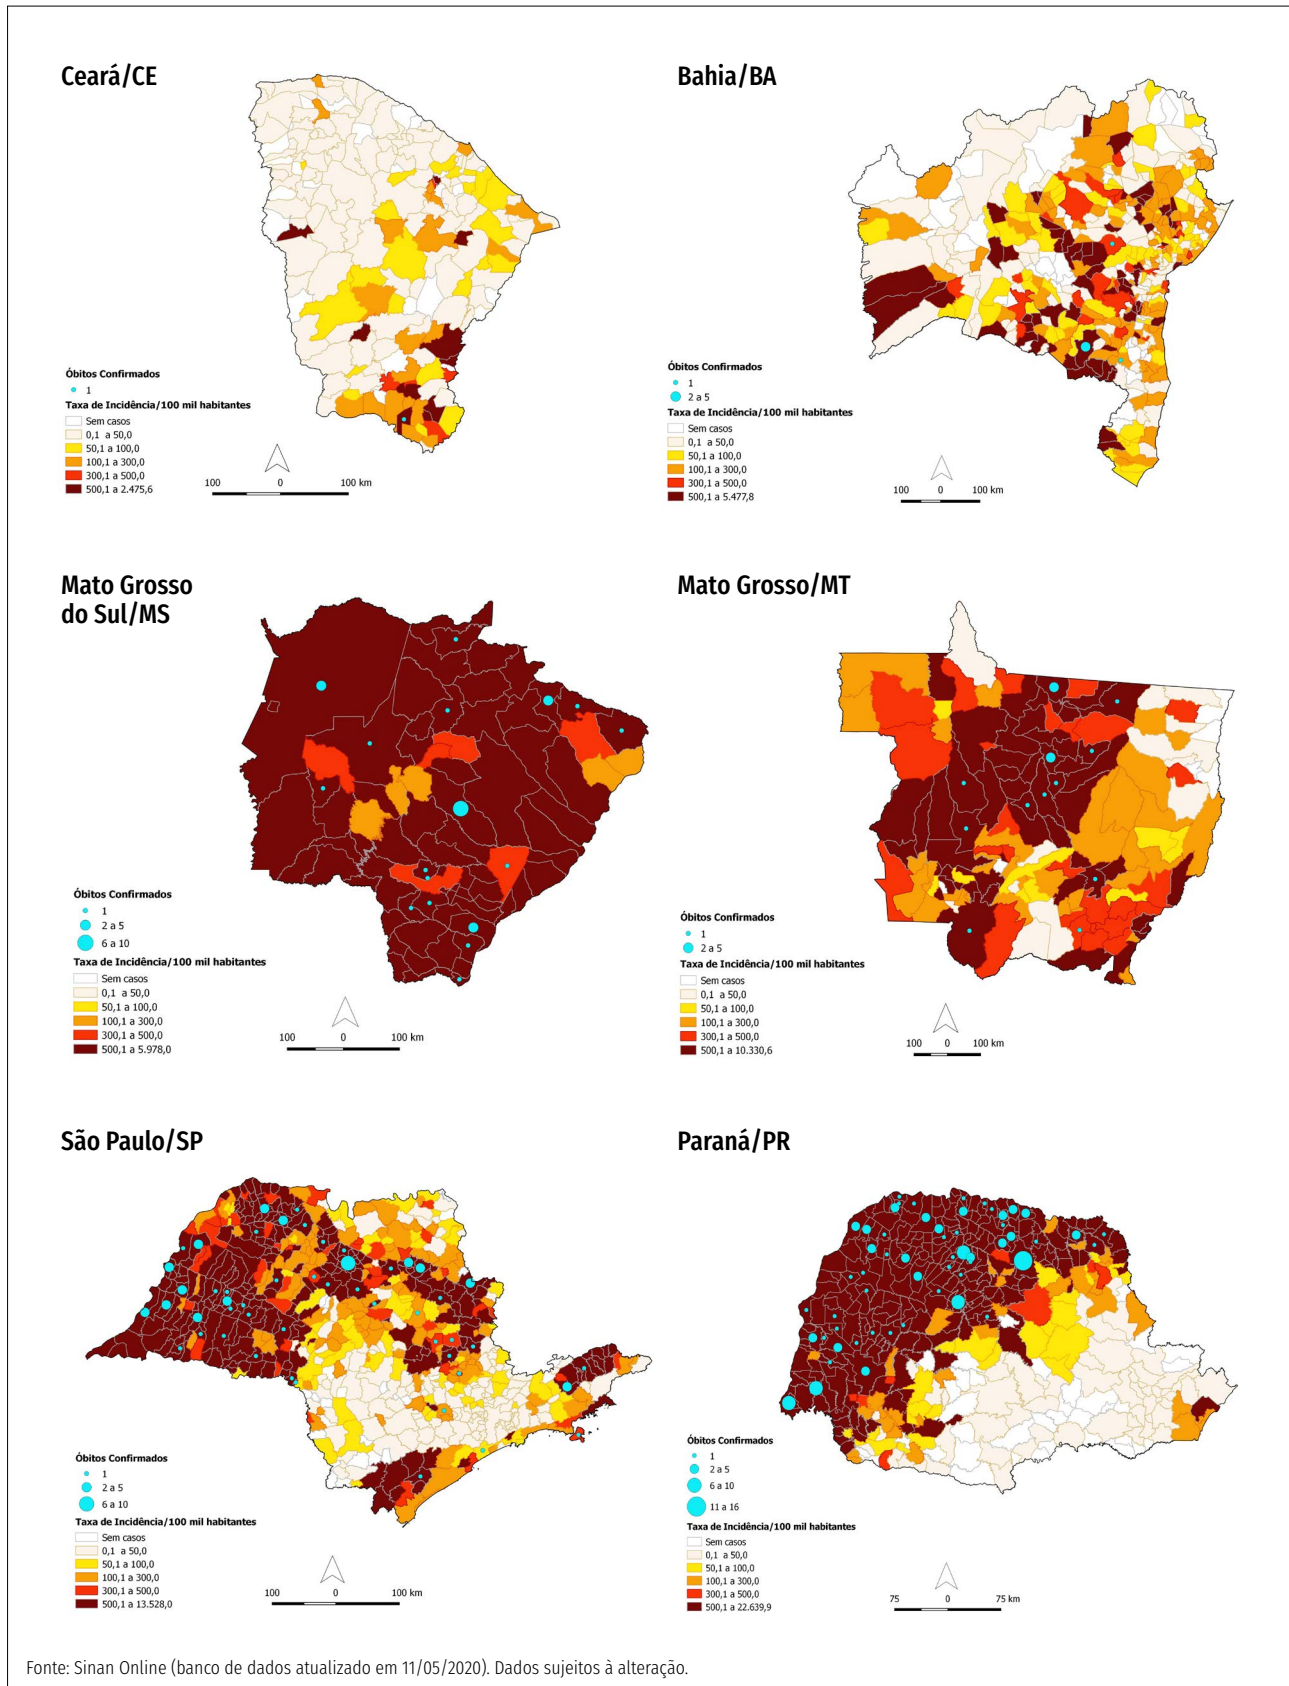 Ceará/CE
Óbitos Confirmados
1
Taxa de Incidência/100 mil habitantes
Sem casos
0,1 a 50,0
50,1 a 100,0
100,1 a 300,0
300,1 a 500,0
500,1 a 2.475,6
100 0 100 km
Bahia/BA
Óbitos Confirmados
1
2 a 5
Taxa de Incidência/100 mil habitantes
Sem casos
0,1 a 50,0
50,1 a 100,0
100,1 a 300,0
300,1 a 500,0
500,1 a 5.477,8
100 0 100 km
Mato Grosso
do Sul/MS
Óbitos Confirmados
1
2 a 5
6 a 10
Taxa de Incidência/100 mil habitantes
Sem casos
0,1 a 50,0
50,1 a 100,0
100,1 a 300,0
300,1 a 500,0
500,1 a 5.978,0
100 0 100 km
Mato Grosso/MT
Óbitos Confirmados
1
2 a 5
Taxa de Incidência/100 mil habitantes
Sem casos
0,1 a 50,0
50,1 a 100,0
100,1 a 300,0
300,1 a 500,0
500,1 a 10.330,6
100 0 100 km
São Paulo/SP
Óbitos Confirmados
1
2 a 5
6 a 10
Taxa de Incidência/100 mil habitantes
Sem casos
0,1 a 50,0
50,1 a 100,0
100,1 a 300,0
300,1 a 500,0
500,1 a 13.528,0
100 0 100 km
Paraná/PR
Óbitos Confirmados
1
2 a 5
6 a 10
11 a 16
Taxa de Incidência/100 mil habitantes
Sem casos
0,1 a 50,0
50,1 a 100,0
100,1 a 300,0
300,1 a 500,0
500,1 a 22.639,9
75 0 75 km
Fonte: Sinan Online (banco de dados atualizado em 11/05/2020). Dados sujeitos à alteração.